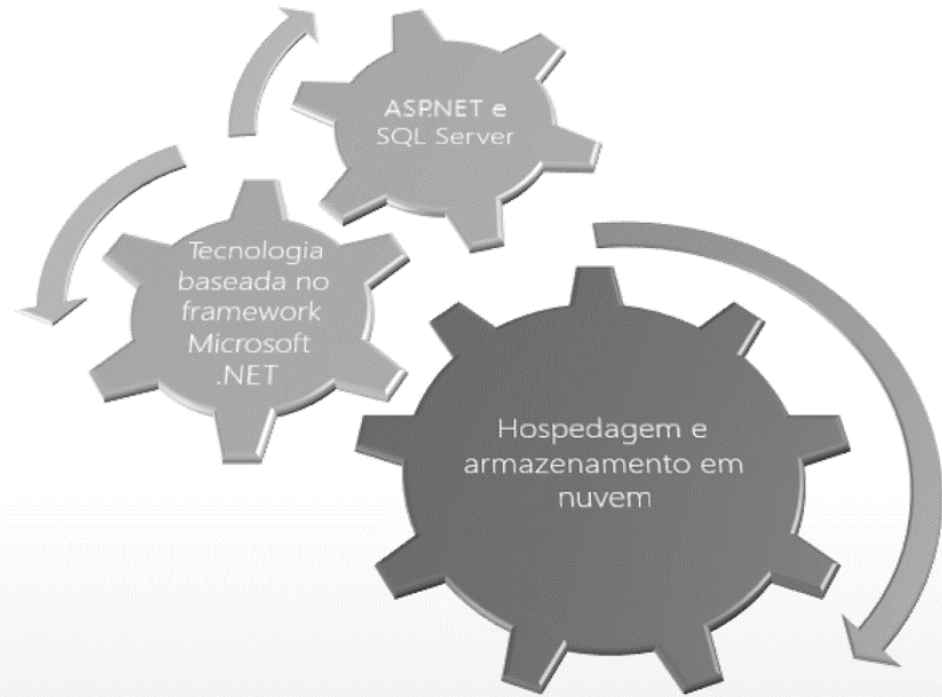 ASP.NET e
SQL Server
Tecnologia
baseada no
framework
Microsoft
.NET
Hospedagem e
armazenamento em
nuvem